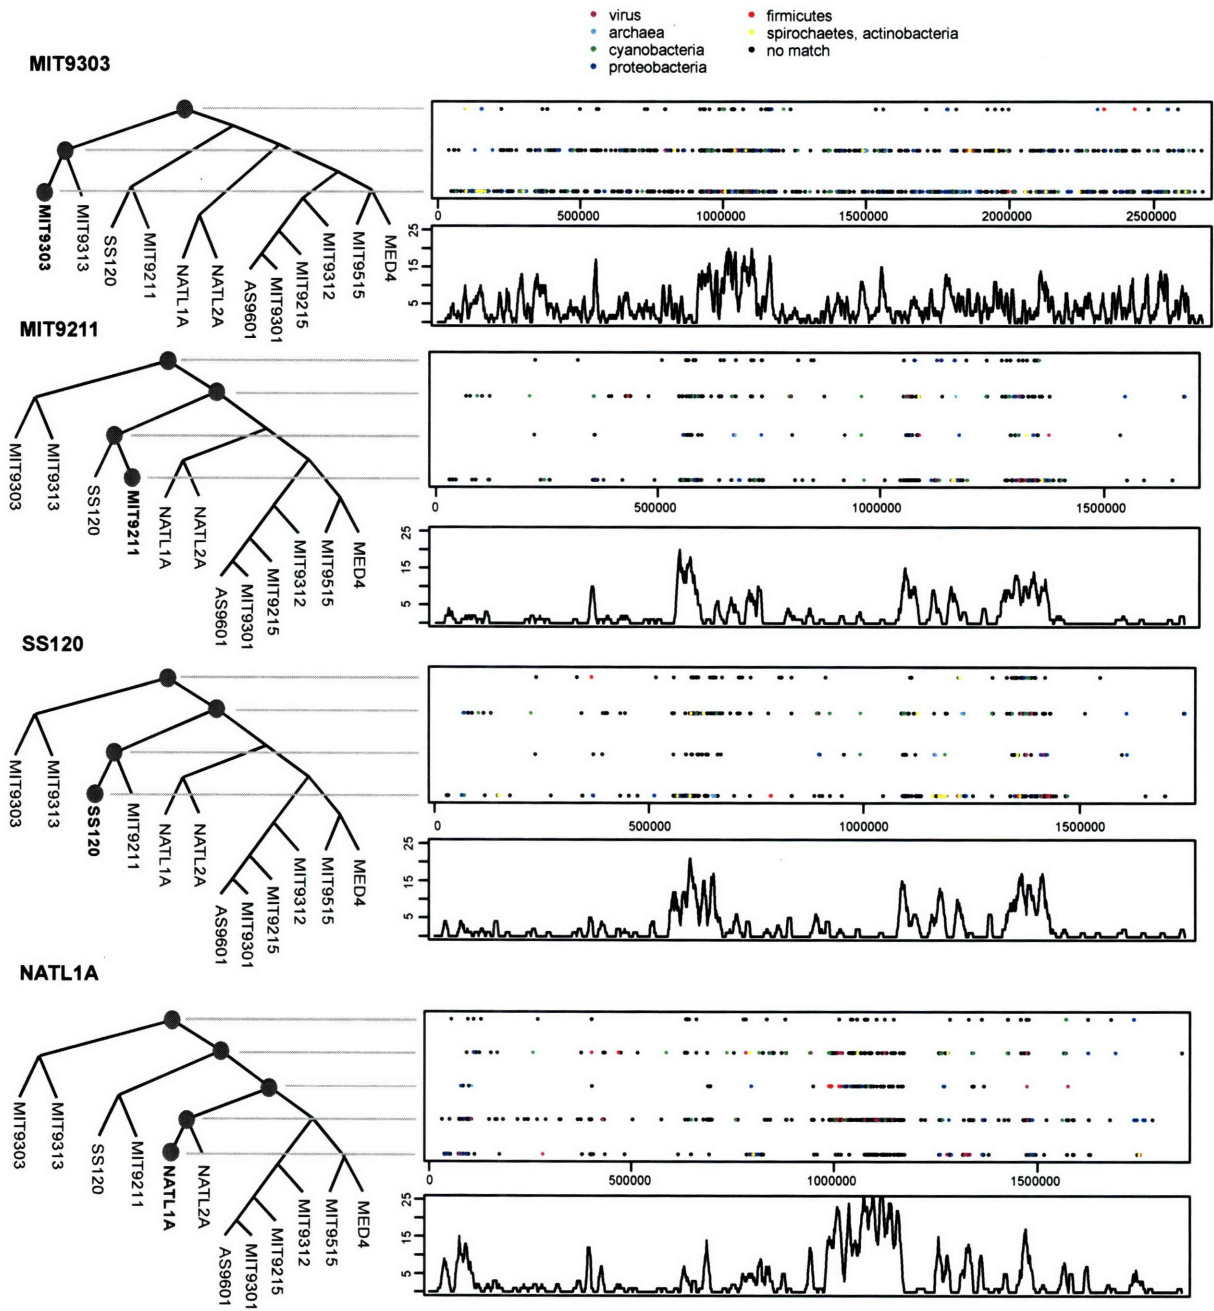 virus
firmicutes
archaea
spirochaetes, actinobacteria
cyanobacteria
no match
proteobacteria
MIT9303
MIT9303
MIT9313
SS120
MIT9211
NATL1A
NATL2A
AS9601
MIT9301
MIT9215
MIT9312
MIT9515
MED4
0 500000 1000000 1500000 2000000 2500000
25
15
5
MIT9211
MIT9303
MIT9313
SS120
MIT9211
NATL1A
NATL2A
AS9601
MIT9301
MIT9215
MIT9312
MIT9515
MED4
0 500000 1000000 1500000
25
15
5
SS120
MIT9303
MIT9313
SS120
MIT9211
NATL1A
NATL2A
AS9601
MIT9301
MIT9215
MIT9312
MIT9515
MED4
0 500000 1000000 1500000
25
15
5
NATL1A
MIT9303
MIT9313
SS120
MIT9211
NATL1A
NATL2A
AS9601
MIT9301
MIT9215
MIT9312
MIT9515
MED4
0 500000 1000000 1500000
25
15
5